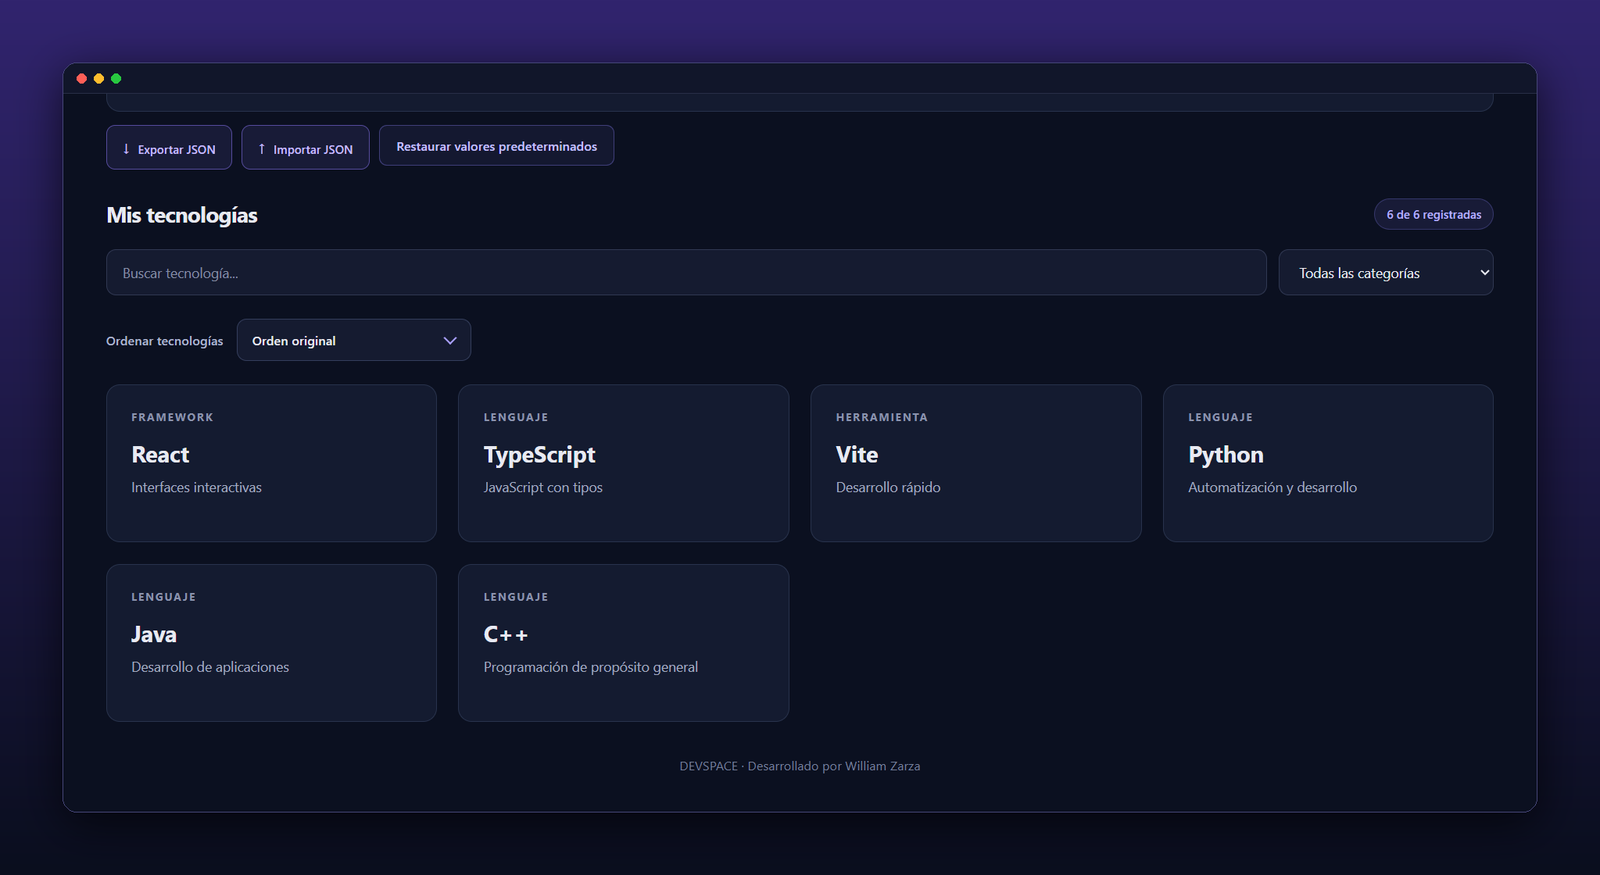 ↓ Exportar JSON
↑ Importar JSON
Restaurar valores predeterminados
Mis tecnologías
6 de 6 registradas
Buscar tecnología...
Todas las categorías
Ordenar tecnologías
Orden original
FRAMEWORK
React
Interfaces interactivas
LENGUAJE
TypeScript
JavaScript con tipos
HERRAMIENTA
Vite
Desarrollo rápido
LENGUAJE
Python
Automatización y desarrollo
LENGUAJE
Java
Desarrollo de aplicaciones
LENGUAJE
C++
Programación de propósito general
DEVSPACE · Desarrollado por William Zarza